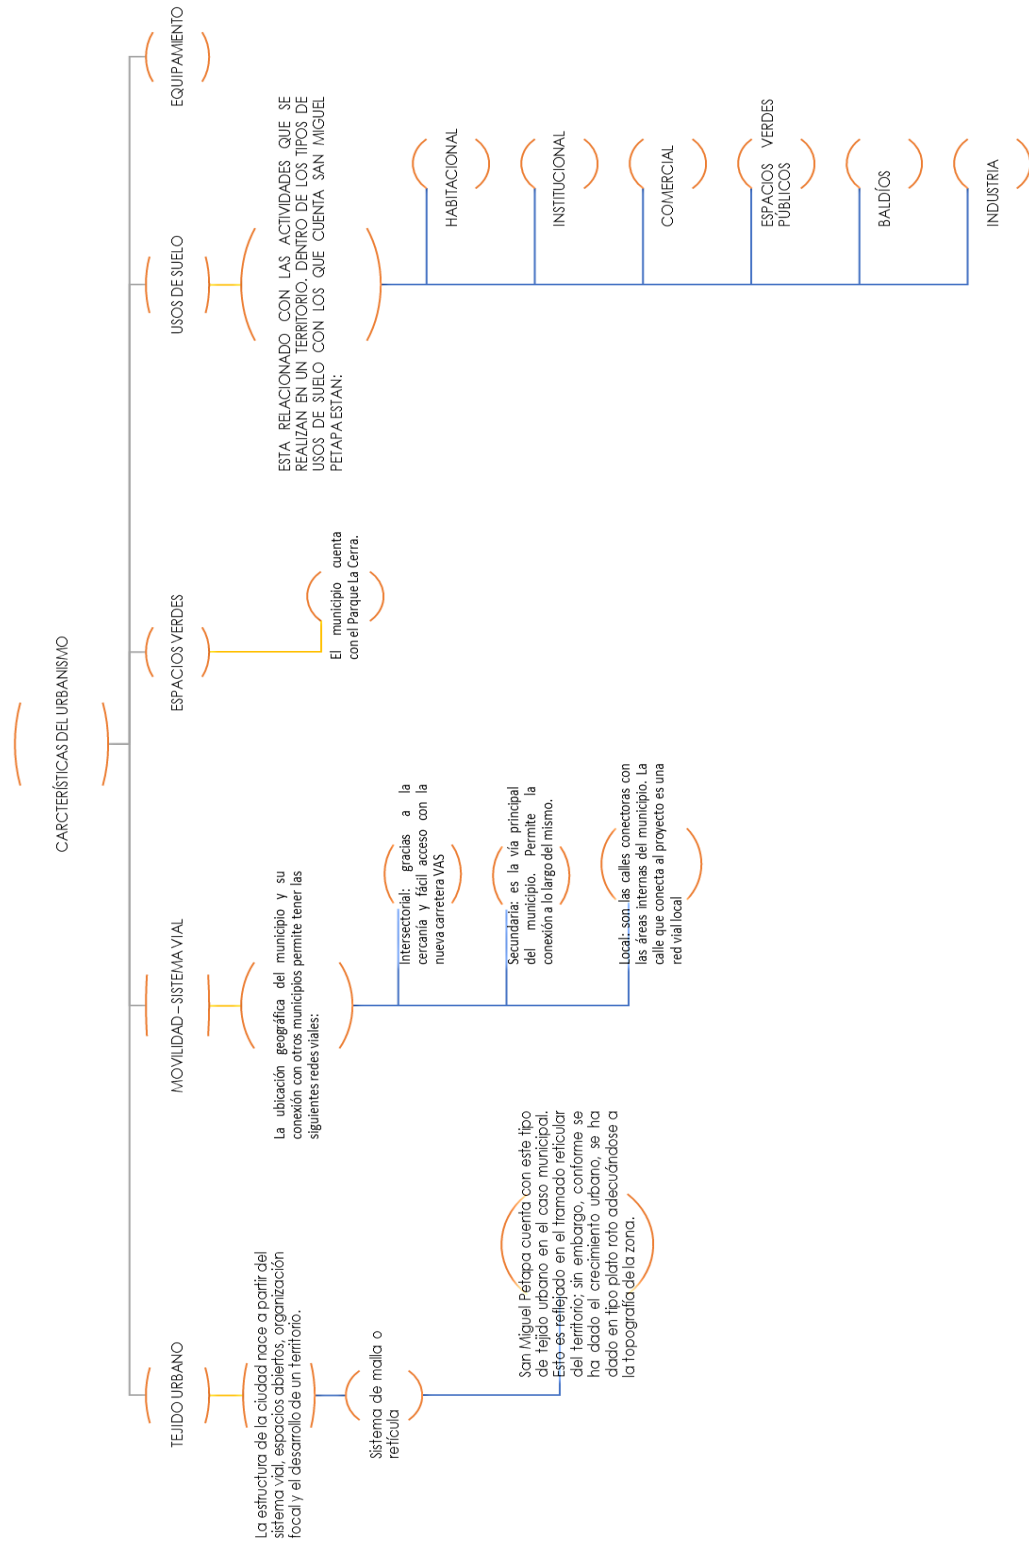 CARCTERÍSTICAS DEL URBANISMO
TEJIDO URBANO
La estructura de la ciudad nace a partir del
sistema vial, espacios abiertos, organización
focal y el desarrollo de un territorio.
Sistema de malla o
retícula
San Miguel Petapa cuenta con este tipo
de tejido urbano en el caso municipal.
Esto es reflejado en el tramado reticular
del territorio; sin embargo, conforme se
ha dado el crecimiento urbano, se ha
dado en tipo plato roto adecuándose a
la topografía de la zona.
MOVILIDAD – SISTEMA VIAL
La ubicación geográfica del municipio y su
conexión con otros municipios permite tener las
siguientes redes viales:
Intersectorial: gracias a la
cercanía y fácil acceso con la
nueva carretera VAS
Secundaria: es la vía principal
del municipio. Permite la
conexión a lo largo del mismo.
Local: son las calles conectoras con
las áreas internas del municipio. La
calle que conecta al proyecto es una
red vial local
ESPACIOS VERDES
El municipio cuenta
con el Parque La Cerra.
USOS DE SUELO
ESTA RELACIONADO CON LAS ACTIVIDADES QUE SE
REALIZAN EN UN TERRITORIO. DENTRO DE LOS TIPOS DE
USOS DE SUELO CON LOS QUE CUENTA SAN MIGUEL
PETAPA ESTAN:
HABITACIONAL
INSTITUCIONAL
COMERCIAL
ESPACIOS VERDES
PÚBLICOS
BALDÍOS
INDUSTRIA
EQUIPAMIENTO